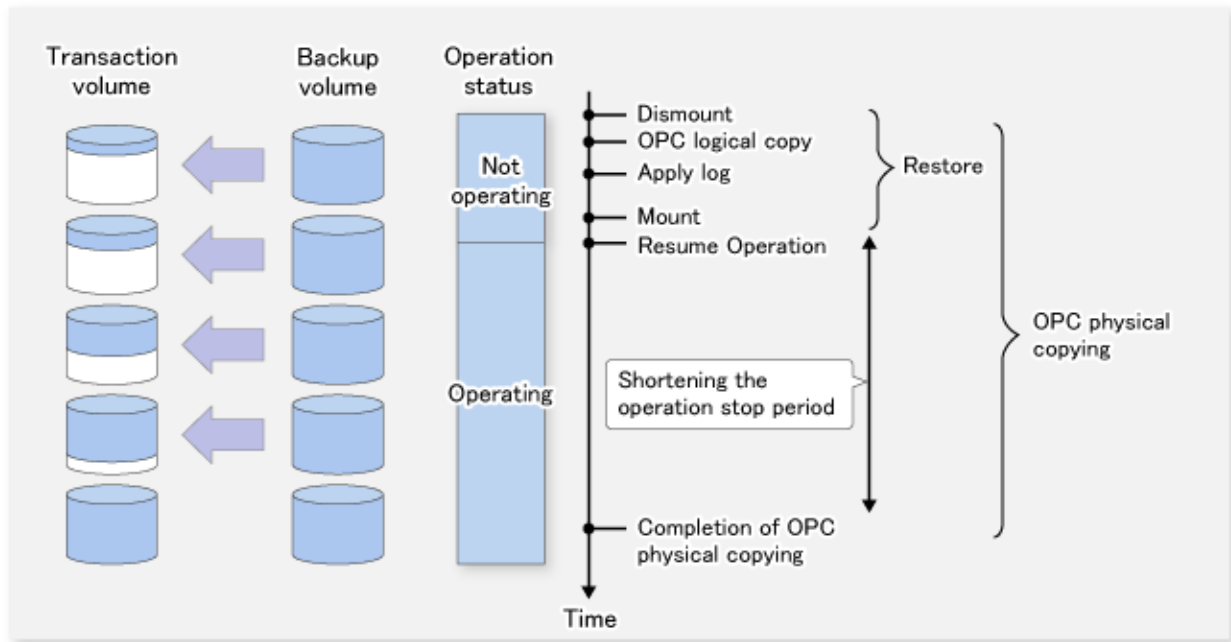 Transaction
volume
Backup
volume
Operation
status
Not
operating
Operating
Dismount
OPC logical copy
Apply log
Mount
Resume Operation
Restore
Shortening the
operation stop period
OPC physical
copying
Completion of OPC
physical copying
Time